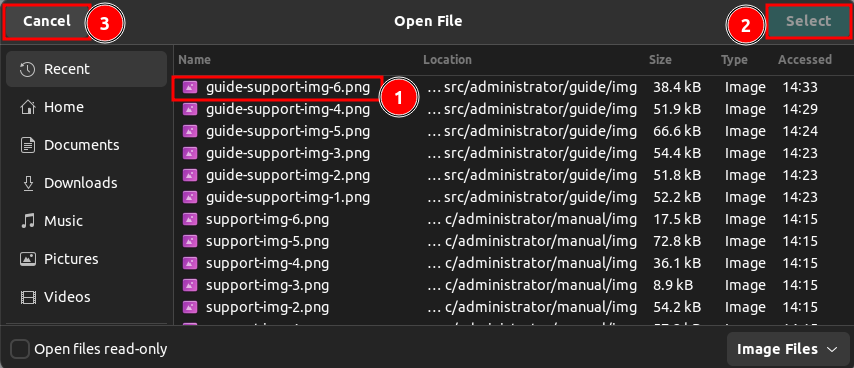 Cancel 3 Open File 2 Select
Name Location Size Type Accessed
Recent
Home
Documents
Downloads
Music
Pictures
Videos
guide-support-img-6.png 1 ... src/administrator/guide/img 38.4 kB Image 14:33
guide-support-img-4.png ... src/administrator/guide/img 51.9 kB Image 14:29
guide-support-img-5.png ... src/administrator/guide/img 66.6 kB Image 14:24
guide-support-img-3.png ... src/administrator/guide/img 54.4 kB Image 14:23
guide-support-img-2.png ... src/administrator/guide/img 51.8 kB Image 14:23
guide-support-img-1.png ... src/administrator/guide/img 52.2 kB Image 14:23
support-img-6.png ... c/administrator/manual/img 17.5 kB Image 14:15
support-img-5.png ... c/administrator/manual/img 72.8 kB Image 14:15
support-img-4.png ... c/administrator/manual/img 36.1 kB Image 14:15
support-img-3.png ... c/administrator/manual/img 8.9 kB Image 14:15
support-img-2.png ... c/administrator/manual/img 54.2 kB Image 14:15
Open files read-only Image Files